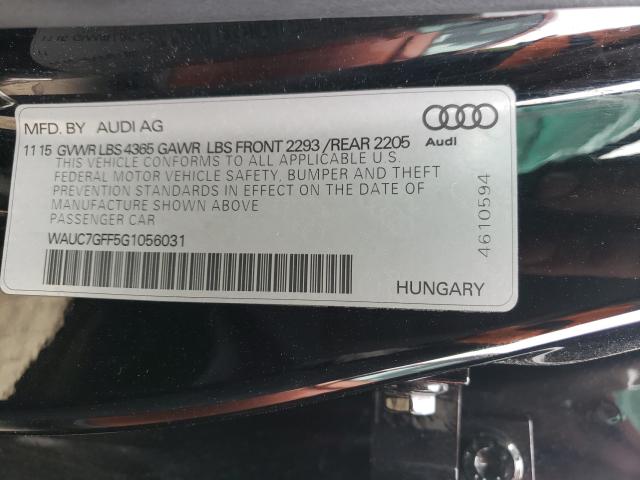 MFD. BY AUDI AG
Audi
11 15 GVWR LBS 4365 GAWR LBS FRONT 2293 / REAR 2205
THIS VEHICLE CONFORMS TO ALL APPLICABLE U.S.
FEDERAL MOTOR VEHICLE SAFETY, BUMPER AND THEFT
PREVENTION STANDARDS IN EFFECT ON THE DATE OF
MANUFACTURE SHOWN ABOVE
PASSENGER CAR
WAUC7GFF5G1056031
4610594
HUNGARY